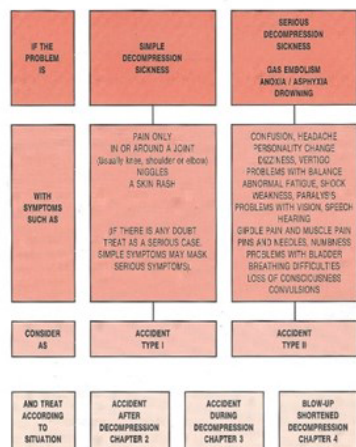 IF THE
PROBLEM
IS
SIMPLE
DECOMPRESSION
SICKNESS
SERIOUS
DECOMPRESSION
SICKNESS
GAS EMBOLISM
ANOXIA / ASPHYXIA
DROWNING
WITH
SYMPTOMS
SUCH AS
PAIN ONLY
IN OR AROUND A JOINT
(Usually knee, shoulder or elbow)
NIGGLES
A SKIN RASH
(IF THERE IS ANY DOUBT
TREAT AS A SERIOUS CASE.
SIMPLE SYMPTOMS MAY MASK
SERIOUS SYMPTOMS).
CONFUSION, HEADACHE
PERSONALITY CHANGE
DIZZINESS, VERTIGO
PROBLEMS WITH BALANCE
ABNORMAL FATIGUE, SHOCK
WEAKNESS, PARALYSIS
PROBLEMS WITH VISION, SPEECH
HEARING
GIRDLE PAIN AND MUSCLE PAIN
PINS AND NEEDLES, NUMBNESS
PROBLEMS WITH BLADDER
BREATHING DIFFICULTIES
LOSS OF CONSCIOUSNESS
CONVULSIONS
CONSIDER
AS
ACCIDENT
TYPE I
ACCIDENT
TYPE II
AND TREAT
ACCORDING
TO
SITUATION
ACCIDENT
AFTER
DECOMPRESSION
CHAPTER 2
ACCIDENT
DURING
DECOMPRESSION
CHAPTER 3
BLOW-UP
SHORTENED
DECOMPRESSION
CHAPTER 4